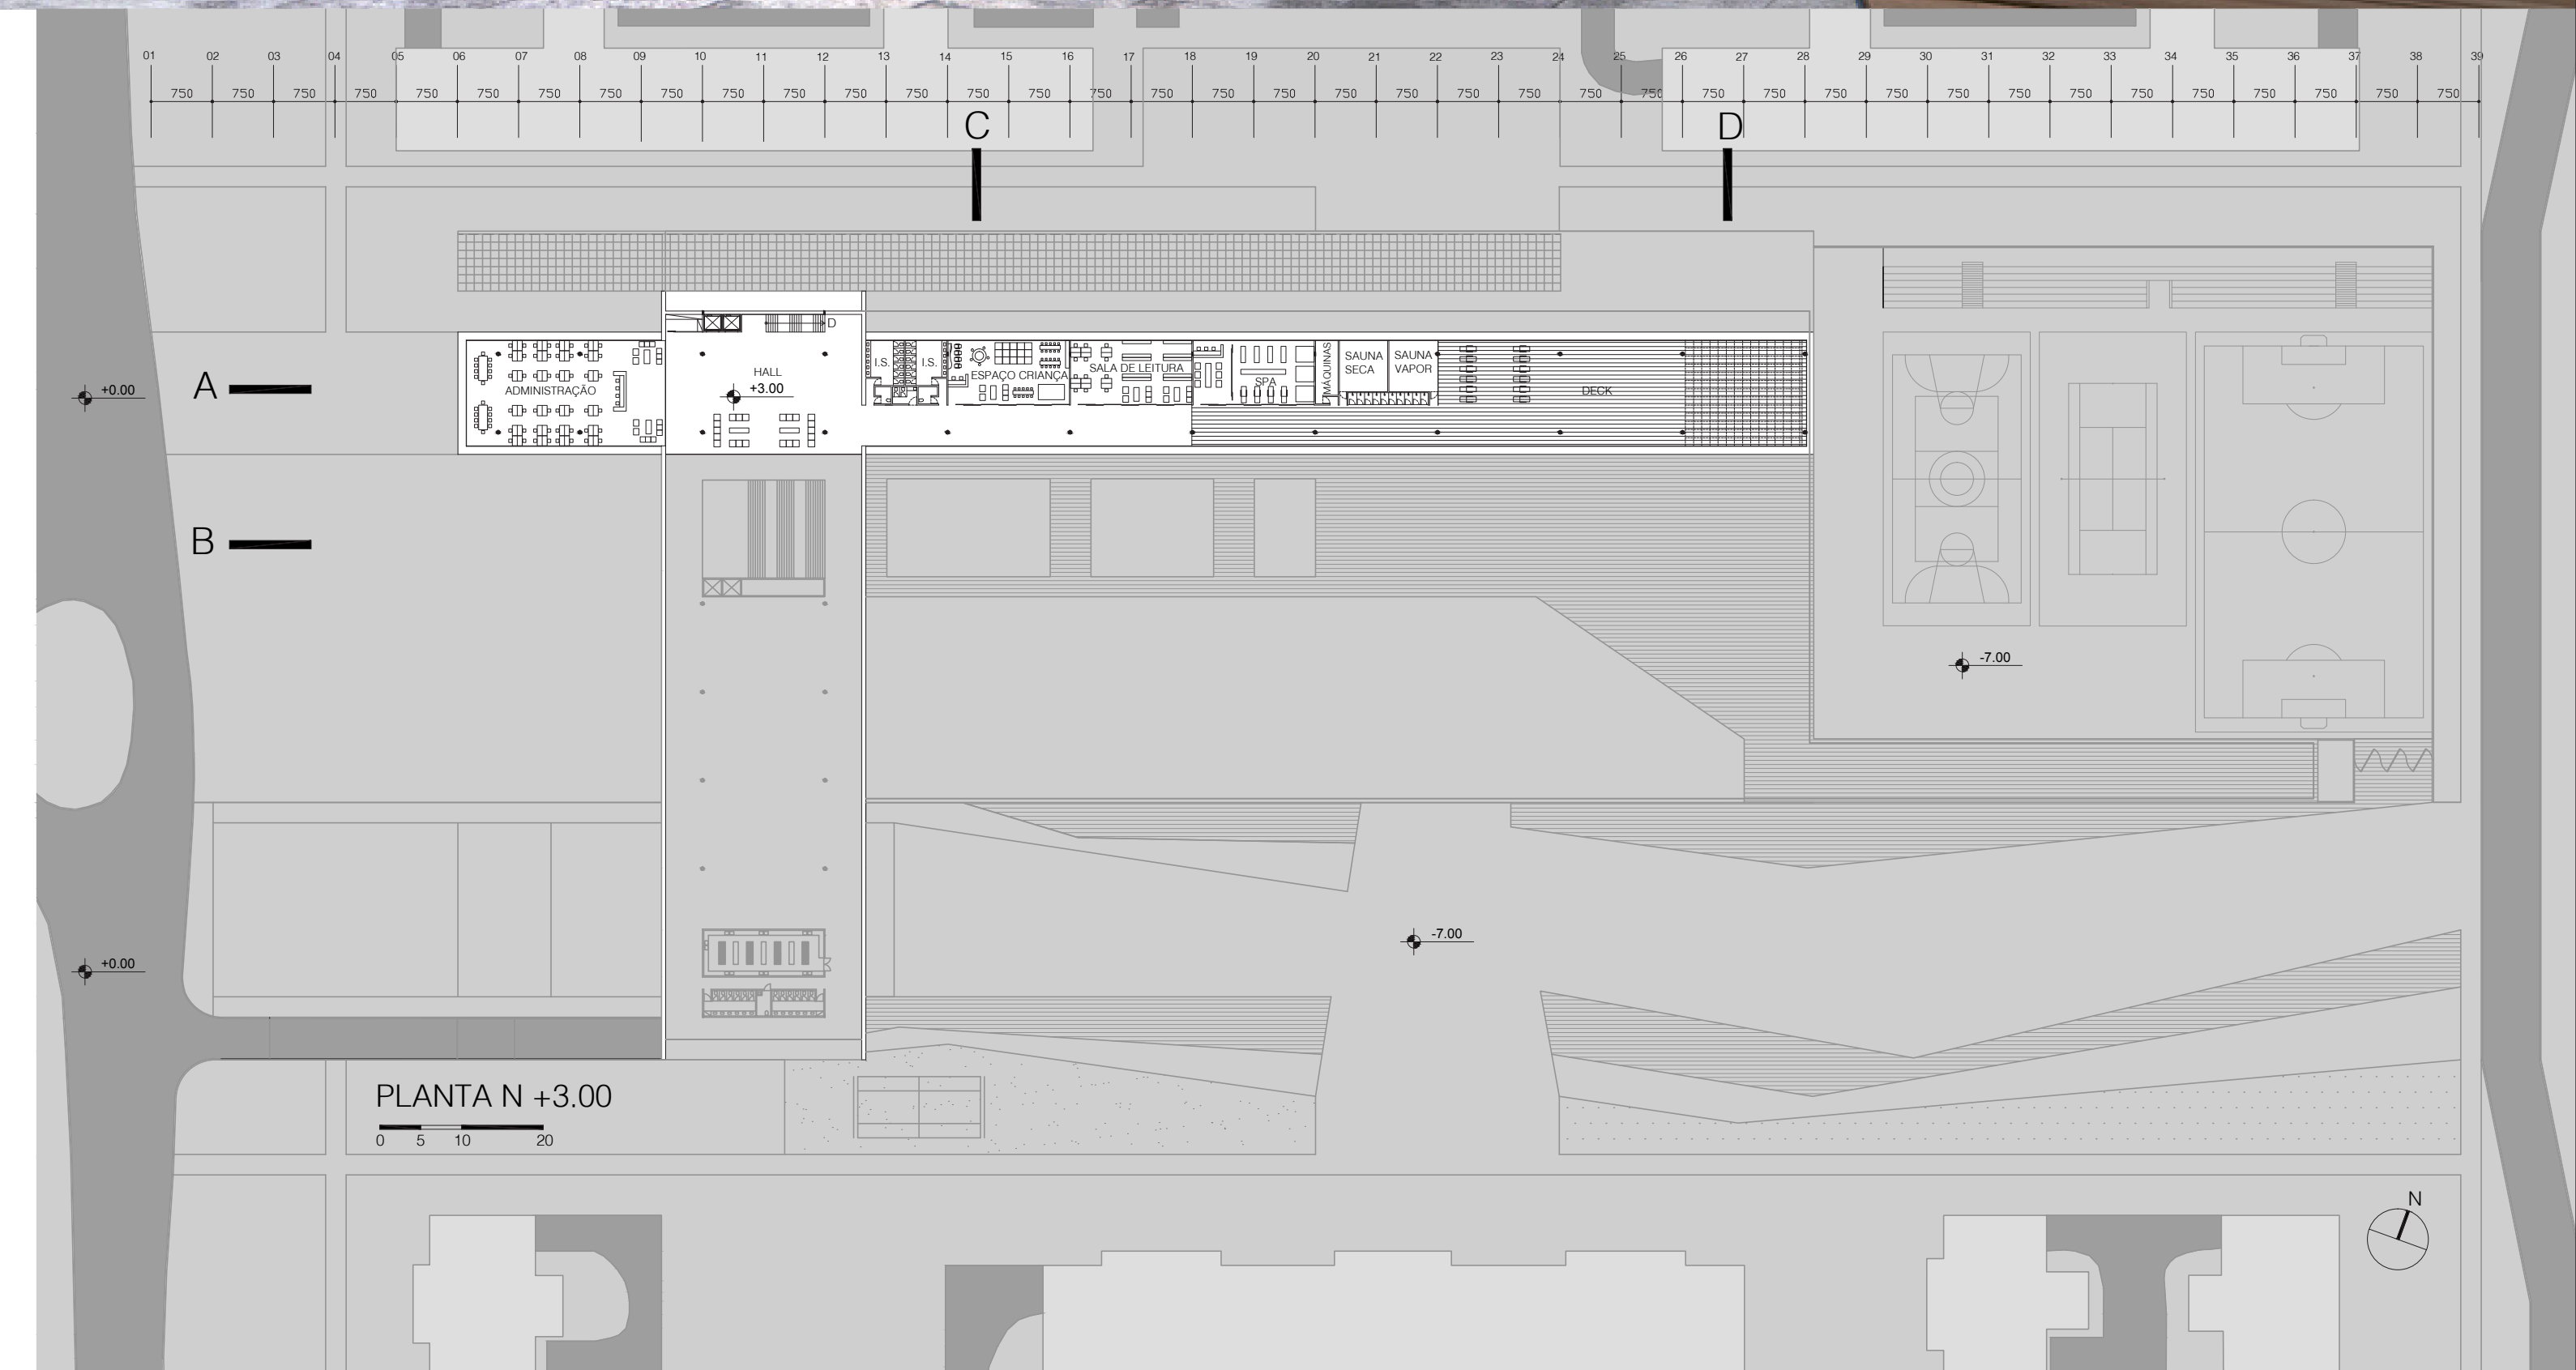 01 02 03 04 05 06 07 08 09 10 11 12 13 14 15 16 17 18 19 20 21 22 23 24 25 26 27 28 29 30 31 32 33 34 35 36 37 38 39
750 750 750 750 750 750 750 750 750 750 750 750 750 750 750 750 750 750 750 750 750 750 750 750 750 750 750 750 750 750 750 750 750 750 750 750 750 750
C D
D
A
+0.00
ADMINISTRAÇÃO
HALL
+3.00
I.S.
I.S.
ESPAÇO CRIANÇA
SALA DE LEITURA
SPA
MÁQUINAS
SAUNA
SECA
SAUNA
VAPOR
DECK
B
-7.00
-7.00
+0.00
PLANTA N +3.00
0 5 10 20
N